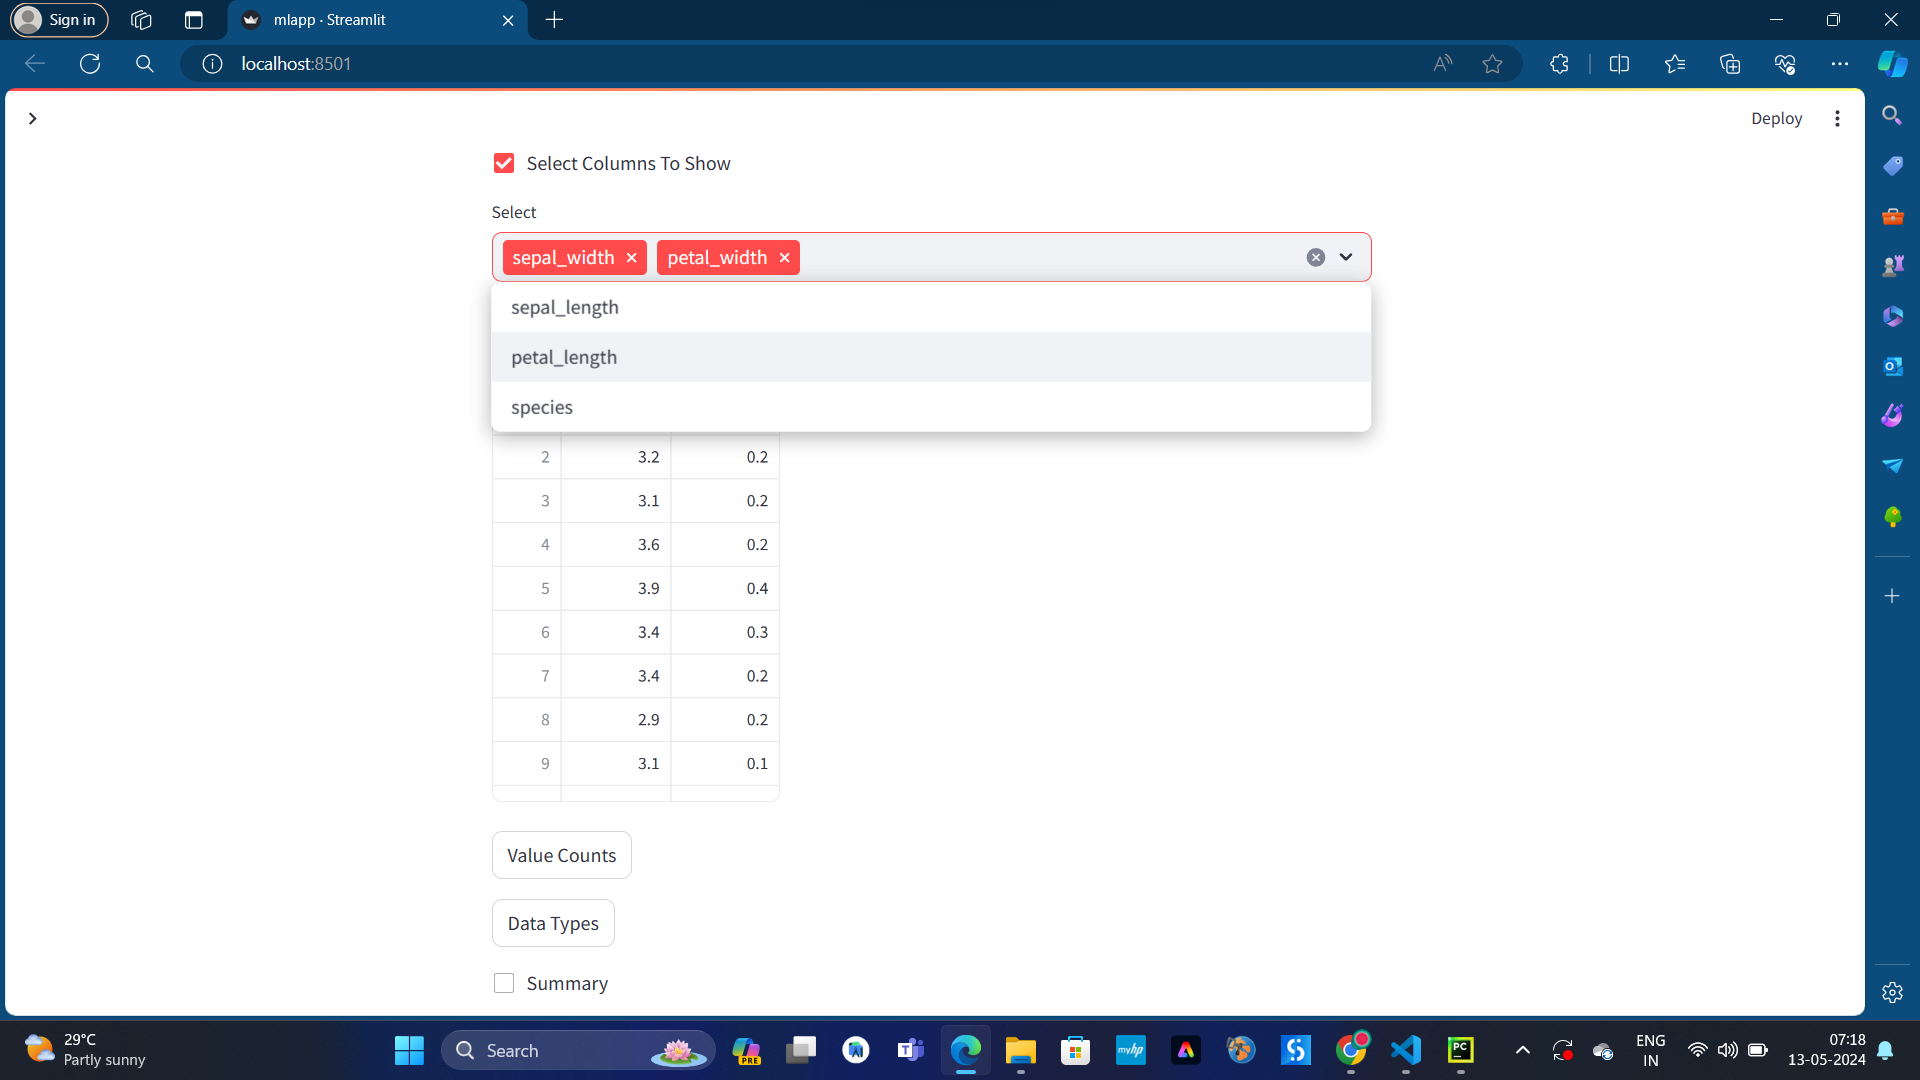 Sign in
mlapp · Streamlit
localhost:8501
Deploy
Select Columns To Show
Select
sepal_width petal_width
sepal_length
petal_length
species
2 3.2 0.2
3 3.1 0.2
4 3.6 0.2
5 3.9 0.4
6 3.4 0.3
7 3.4 0.2
8 2.9 0.2
9 3.1 0.1
Value Counts
Data Types
Summary
29°C
Partly sunny
Search
PRE
myhp
PC
ENG
IN
07:18
13-05-2024